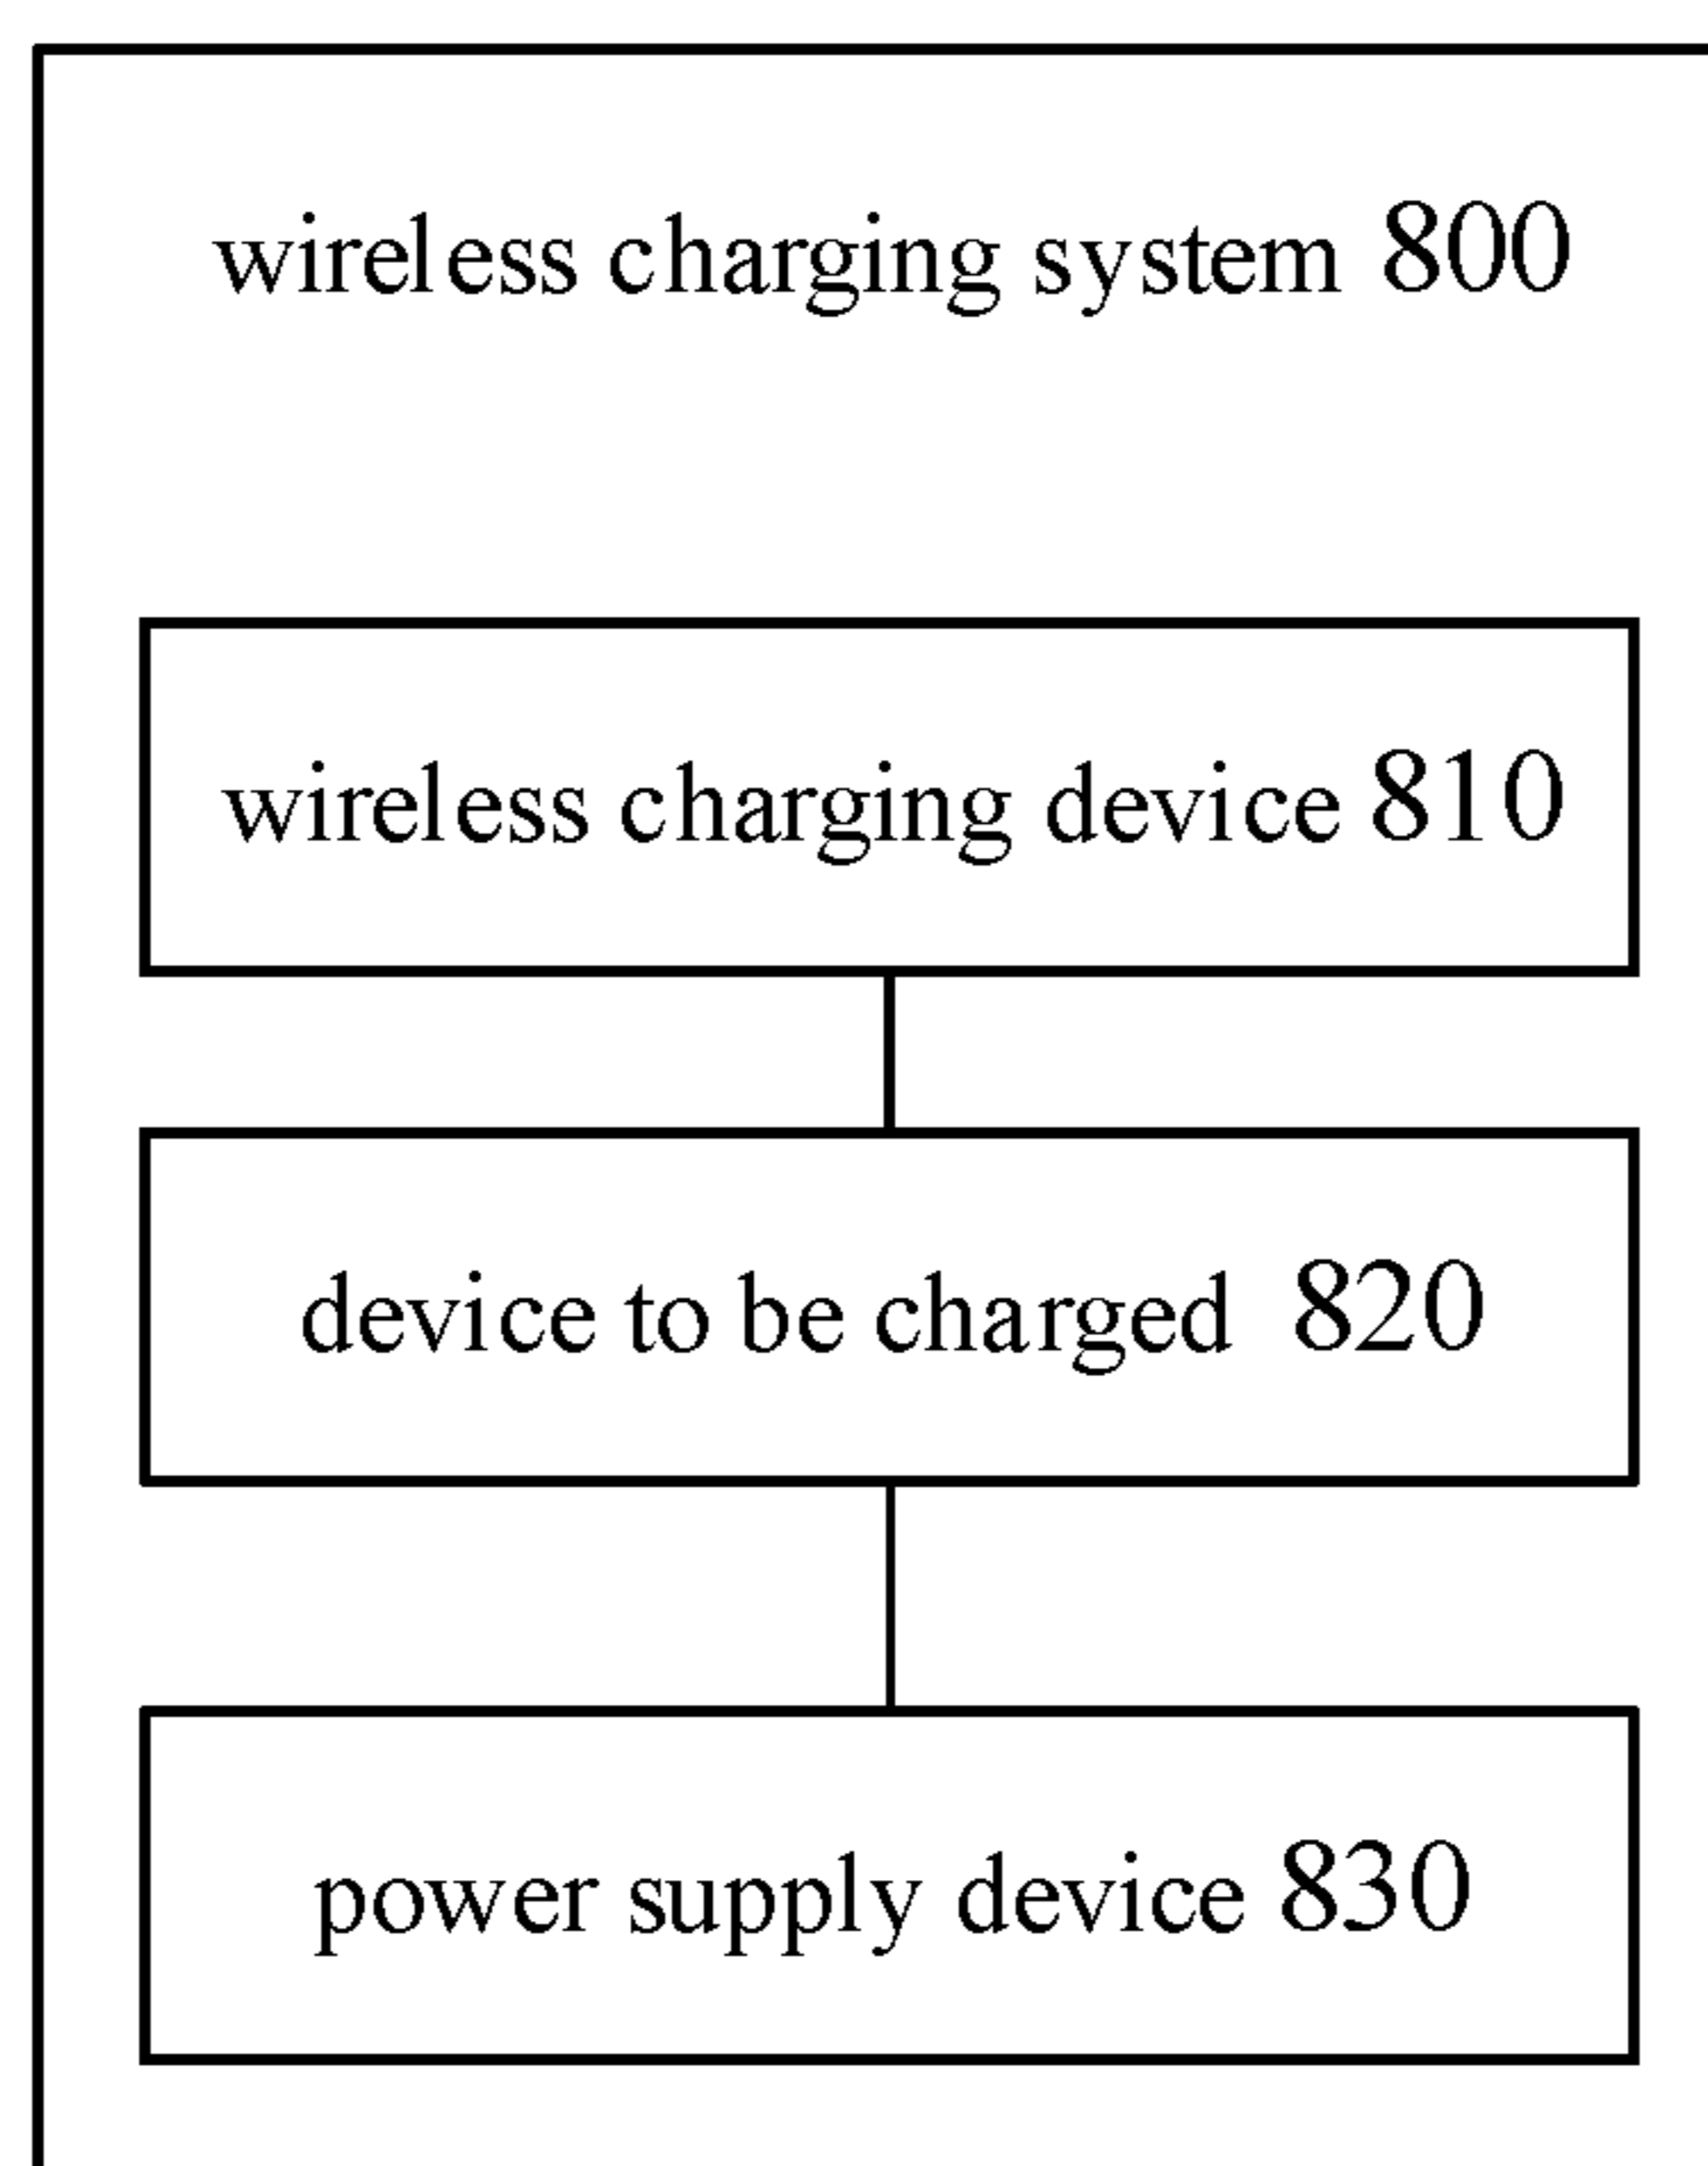 wireless charging system 800
wireless charging device 810
device to be charged 820
power supply device 830